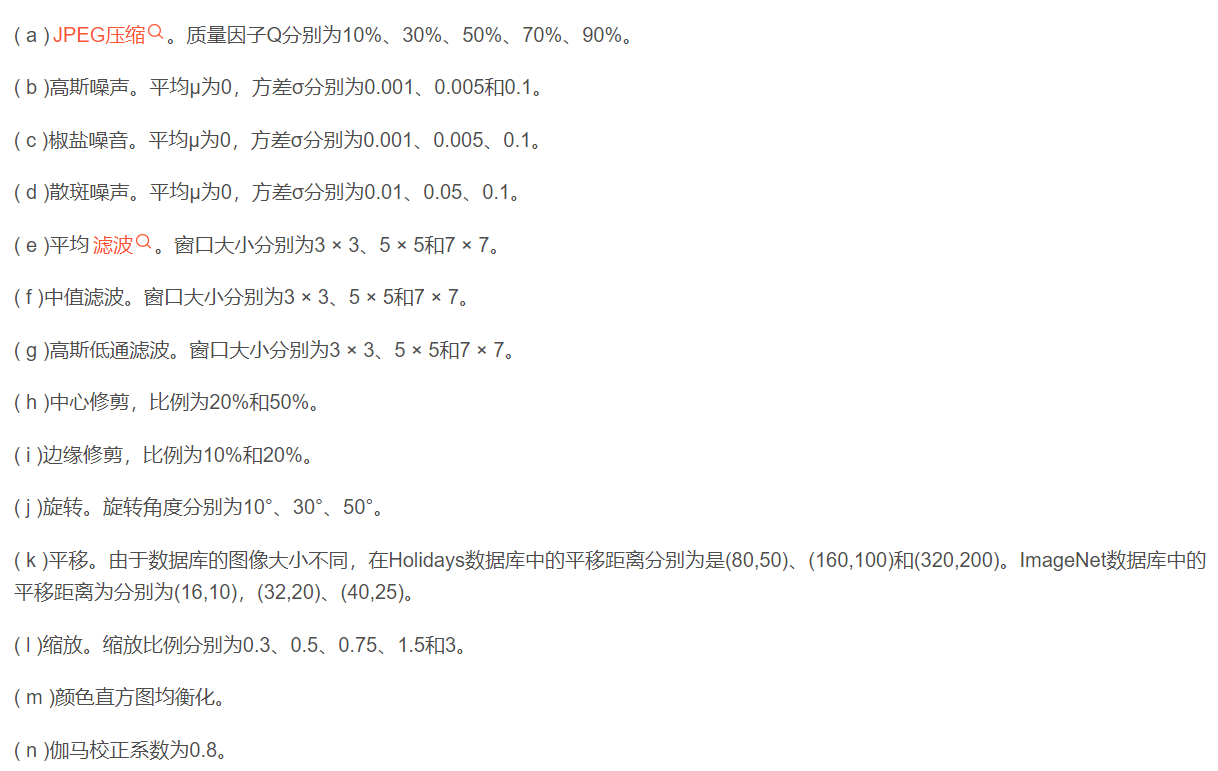 ( a )JPEG压缩。质量因子Q分别为10%、30%、50%、70%、90%。
( b )高斯噪声。平均μ为0，方差σ分别为0.001、0.005和0.1。
( c )椒盐噪音。平均μ为0，方差σ分别为0.001、0.005、0.1。
( d )散斑噪声。平均μ为0，方差σ分别为0.01、0.05、0.1。
( e )平均滤波。窗口大小分别为3 × 3、5 × 5和7 × 7。
( f )中值滤波。窗口大小分别为3 × 3、5 × 5和7 × 7。
( g )高斯低通滤波。窗口大小分别为3 × 3、5 × 5和7 × 7。
( h )中心修剪，比例为20%和50%。
( i )边缘修剪，比例为10%和20%。
( j )旋转。旋转角度分别为10°、30°、50°。
( k )平移。由于数据库的图像大小不同，在Holidays数据库中的平移距离分别为是(80,50)、(160,100)和(320,200)。ImageNet数据库中的
平移距离为分别为(16,10)，(32,20)、(40,25)。
( l )缩放。缩放比例分别为0.3、0.5、0.75、1.5和3。
( m )颜色直方图均衡化。
( n )伽马校正系数为0.8。